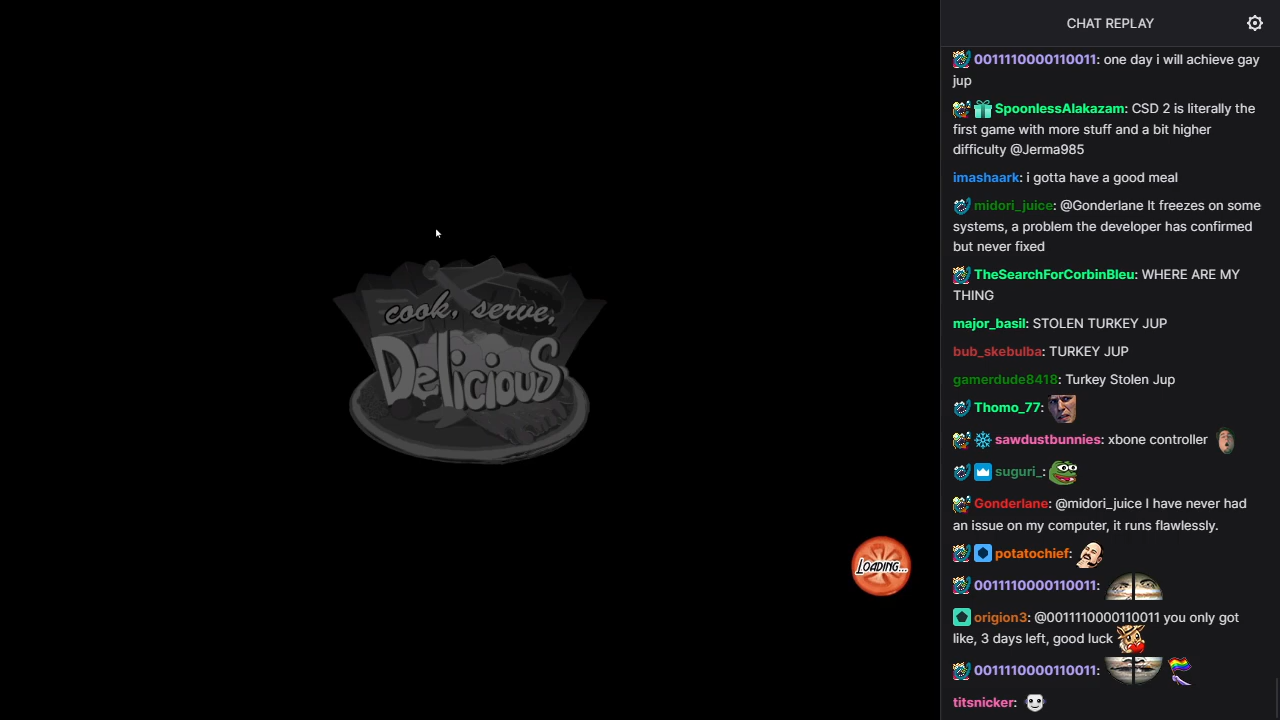 cook, serve,
Delicious
LOADING...
CHAT REPLAY
0011110000110011: one day i will achieve gay
jup
SpoonlessAlakazam: CSD 2 is literally the
first game with more stuff and a bit higher
difficulty @Jerma985
imashaark: i gotta have a good meal
midori_juice: @Gonderlane It freezes on some
systems, a problem the developer has confirmed
but never fixed
TheSearchForCorbinBleu: WHERE ARE MY
THING
major_basil: STOLEN TURKEY JUP
bub_skebulba: TURKEY JUP
gamerdude8418: Turkey Stolen Jup
Thomo_77:
sawdustbunnies: xbone controller
suguri_:
Gonderlane: @midori_juice I have never had
an issue on my computer, it runs flawlessly.
potatochief:
0011110000110011:
origion3: @0011110000110011 you only got
like, 3 days left, good luck
0011110000110011:
titsnicker: